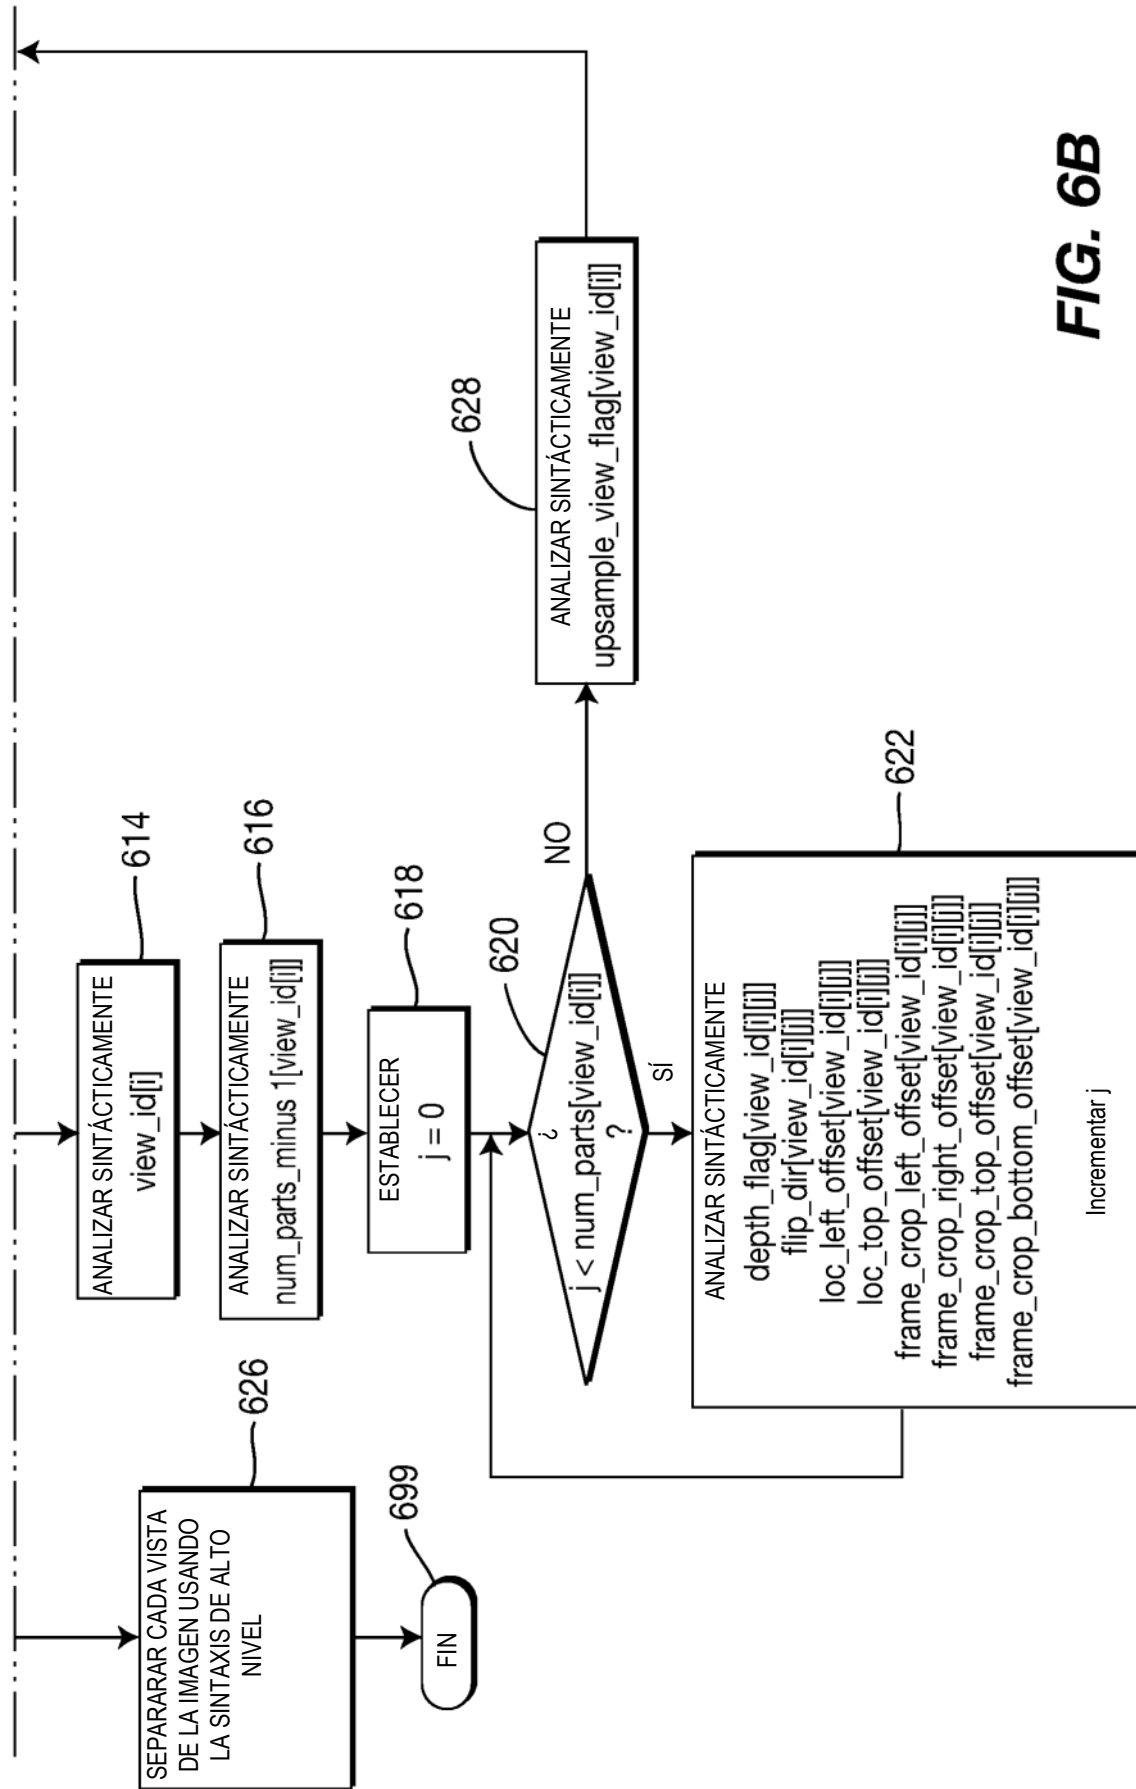 SEPARAR CADA VISTA
DE LA IMAGEN USANDO
LA SINTAXIS DE ALTO
NIVEL
626
FIN
699
ANALIZAR SINTÁCTICAMENTE
view_id[i]
614
ANALIZAR SINTÁCTICAMENTE
num_parts_minus 1[view_id[i]]
616
ESTABLECER
j = 0
618
¿
j < num_parts[view_id[i]]
?
620
NO
SÍ
ANALIZAR SINTÁCTICAMENTE
upsample_view_flag[view_id[i]]
628
ANALIZAR SINTÁCTICAMENTE
depth_flag[view_id[i][j]]
flip_dir[view_id[i][j]]
loc_left_offset[view_id[i][j]]
loc_top_offset[view_id[i][j]]
frame_crop_left_offset[view_id[i][j]]
frame_crop_right_offset[view_id[i][j]]
frame_crop_top_offset[view_id[i][j]]
frame_crop_bottom_offset[view_id[i][j]]
Incrementar j
622
FIG. 6B